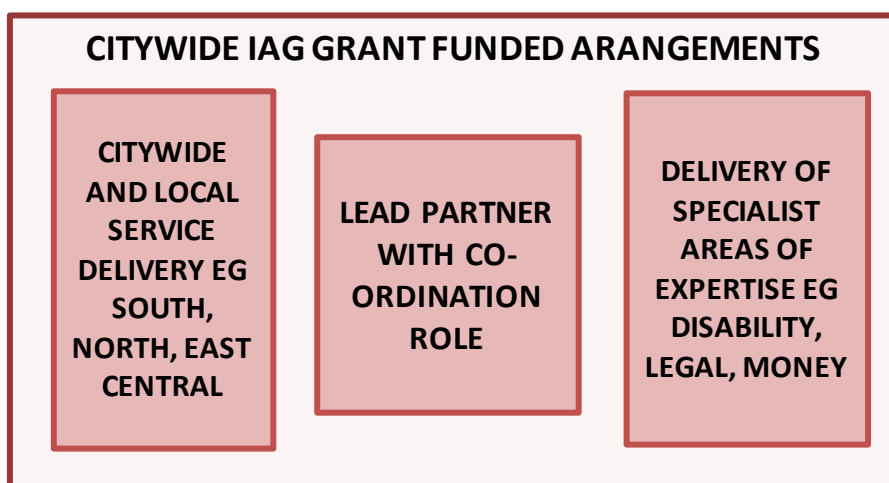 CITYWIDE IAG GRANT FUNDED ARANGEMENTS
CITYWIDE
AND LOCAL
SERVICE
DELIVERY EG
SOUTH,
NORTH, EAST
CENTRAL
LEAD PARTNER
WITH CO-
ORDINATION
ROLE
DELIVERY OF
SPECIALIST
AREAS OF
EXPERTISE EG
DISABILITY,
LEGAL, MONEY